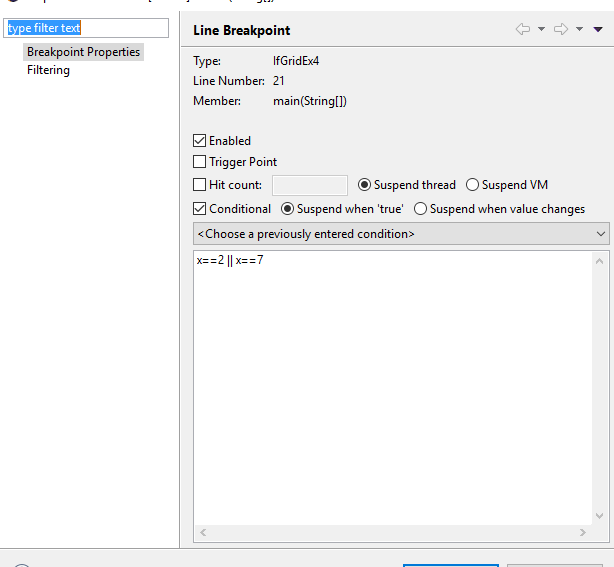 type filter text
Breakpoint Properties
Filtering
Line Breakpoint
Type: IfGridEx4
Line Number: 21
Member: main(String[])
Enabled
Trigger Point
Hit count: Suspend thread Suspend VM
Conditional Suspend when 'true' Suspend when value changes
<Choose a previously entered condition>
x==2 || x==7